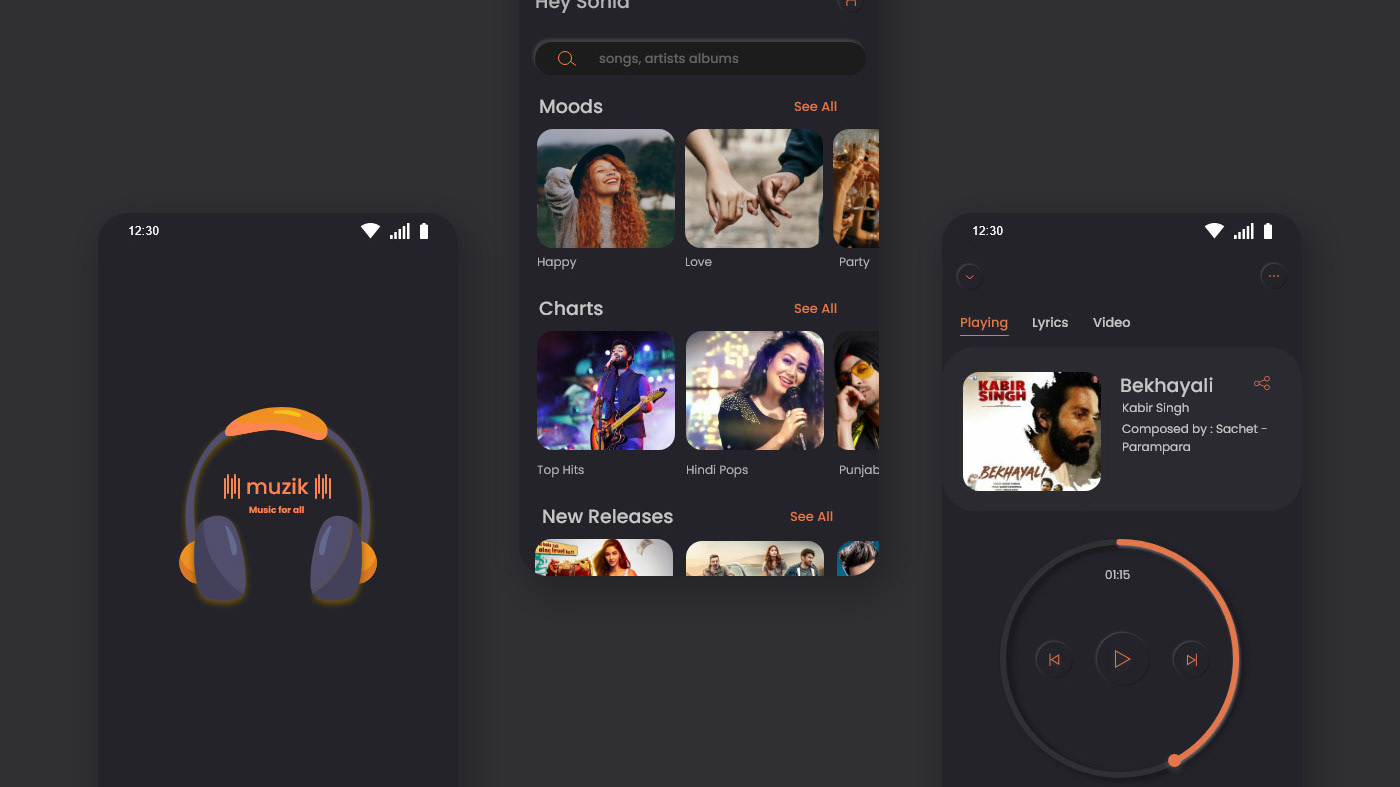 12:30
muzik
Music for all
Hey Sonia
songs, artists albums
Moods
See All
Happy
Love
Party
Charts
See All
Top Hits
Hindi Pops
Punjab
New Releases
See All
12:30
Playing
Lyrics
Video
KABIR
SINGH
BEKHAYALI
Bekhayali
Kabir Singh
Composed by : Sachet -
Parampara
01:15